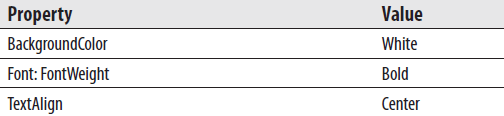 Property Value
BackgroundColor White
Font: FontWeight Bold
TextAlign Center